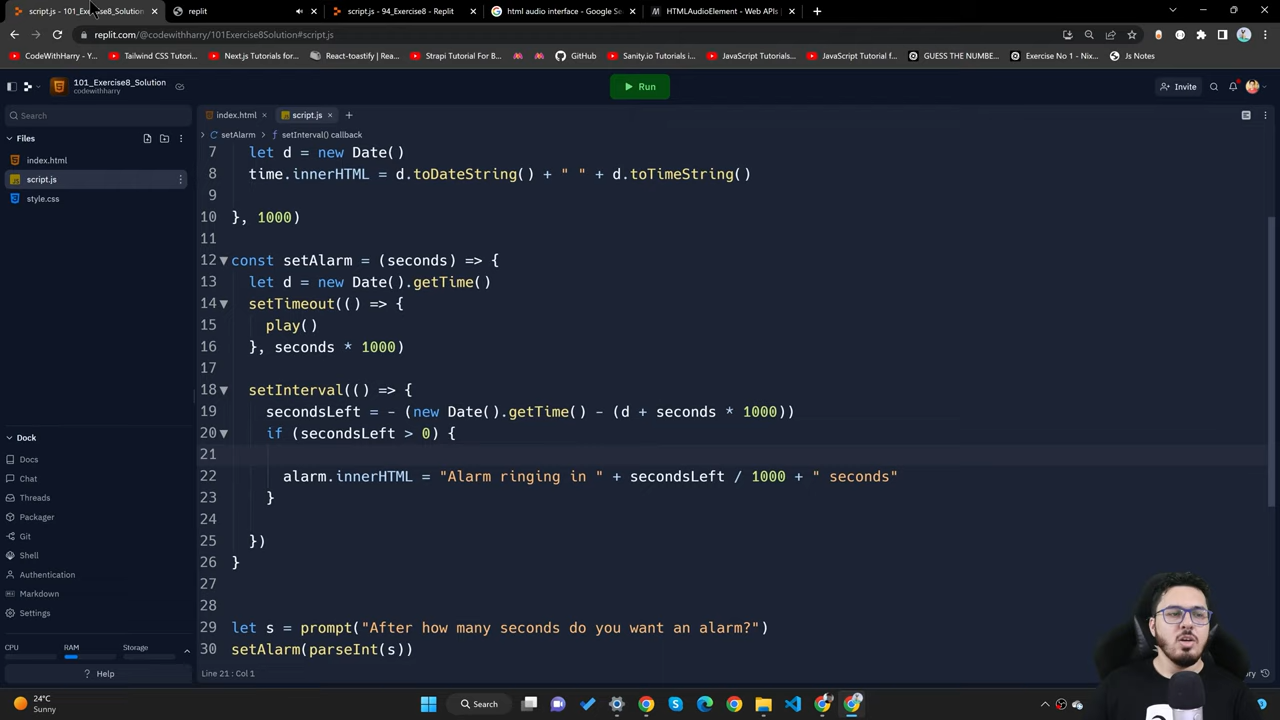 script.js - 101_Exercise8_Solution
replit
script.js - 94_Exercise8 - Replit
html audio interface - Google Se
HTMLAudioElement - Web APIs
replit.com/@codewithharry/101Exercise8Solution#script.js
CodeWithHarry - Y...
Tailwind CSS Tutori...
Next.js Tutorials For...
React-toastify | Rea...
Strapi Tutorial For B...
GitHub
Sanity.io Tutorials i...
JavaScript Tutorials...
JavaScript Tutorial f...
GUESS THE NUMBE...
Exercise No 1 - Nix...
Js Notes
101_Exercise8_Solution
codewithharry
Run
Invite
Search
index.html
script.js
Files
setAlarm
setInterval() callback
index.html
script.js
style.css
7 let d = new Date()
8 time.innerHTML = d.toDateString() + " " + d.toTimeString()
9
10 }, 1000)
11
12 const setAlarm = (seconds) => {
13 let d = new Date().getTime()
14 setTimeout(() => {
15 play()
16 }, seconds * 1000)
17
18 setInterval(() => {
19 secondsLeft = - (new Date().getTime() - (d + seconds * 1000))
20 if (secondsLeft > 0) {
21
22 alarm.innerHTML = "Alarm ringing in " + secondsLeft / 1000 + " seconds"
23 }
24
25 })
26 }
27
28
29 let s = prompt("After how many seconds do you want an alarm?")
30 setAlarm(parseInt(s))
Dock
Docs
Chat
Threads
Packager
Git
Shell
Authentication
Markdown
Settings
CPU
RAM
Storage
? Help
Line 21 : Col 1
24°C
Sunny
Search